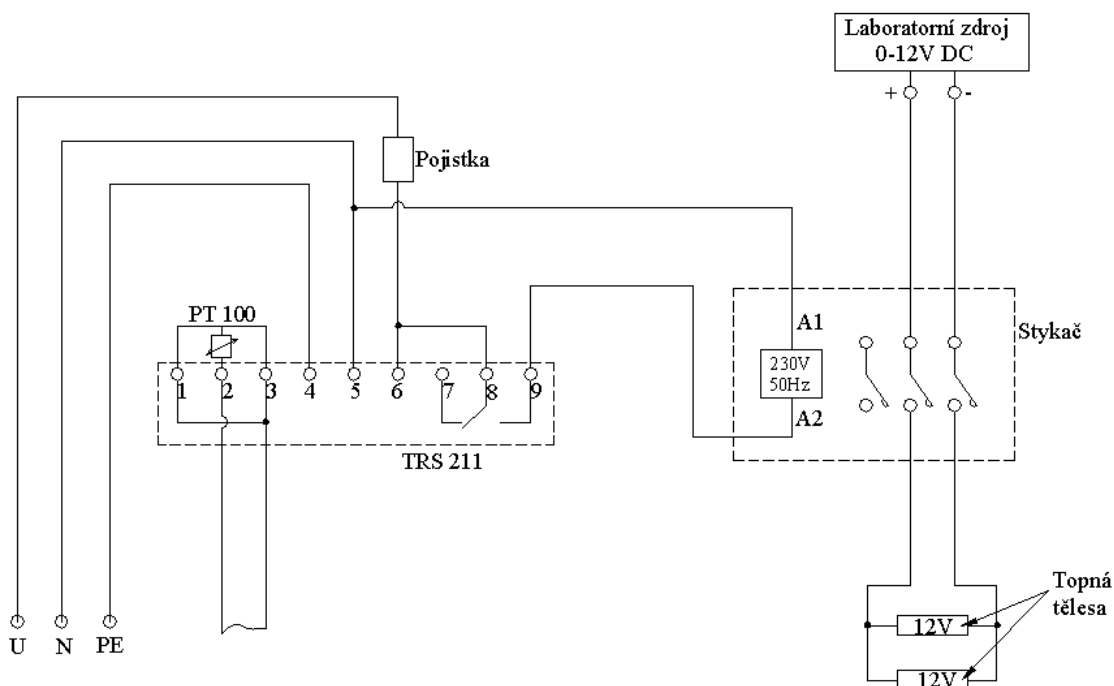 Laboratorní zdroj
0-12V DC
+
-
Pojistka
PT 100
1 2 3 4 5 6 7 8 9
TRS 211
A1
230V
50Hz
A2
Stykač
U N PE
Topná
tělesa
12V
12V